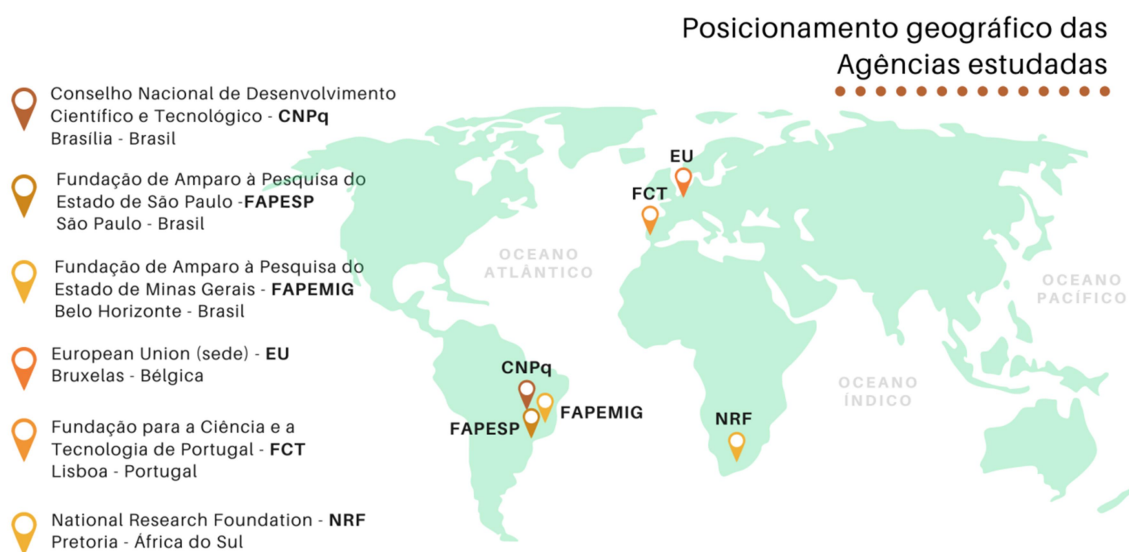 Posicionamento geográfico das
Agências estudadas
Conselho Nacional de Desenvolvimento
Científico e Tecnológico - CNPq
Brasília - Brasil
Fundação de Amparo à Pesquisa do
Estado de São Paulo -FAPESP
São Paulo - Brasil
Fundação de Amparo à Pesquisa do
Estado de Minas Gerais - FAPEMIG
Belo Horizonte - Brasil
European Union (sede) - EU
Bruxelas - Bélgica
Fundação para a Ciência e a
Tecnologia de Portugal - FCT
Lisboa - Portugal
National Research Foundation - NRF
Pretoria - África do Sul
EU
FCT
OCEANO
ATLÂNTICO
OCEANO
PACÍFICO
CNPq
FAPEMIG
FAPESP
OCEANO
ÍNDICO
NRF